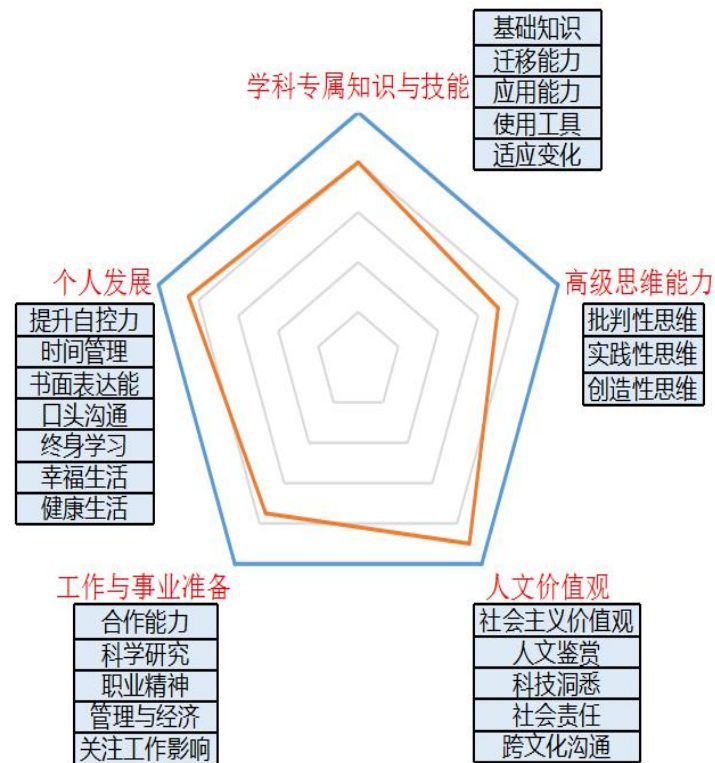 学科专属知识与技能
基础知识
迁移能力
应用能力
使用工具
适应变化
个人发展
提升自控力
时间管理
书面表达能
口头沟通
终身学习
幸福生活
健康生活
高级思维能力
批判性思维
实践性思维
创造性思维
工作与事业准备
合作能力
科学研究
职业精神
管理与经济
关注工作影响
人文价值观
社会主义价值观
人文鉴赏
科技洞悉
社会责任
跨文化沟通